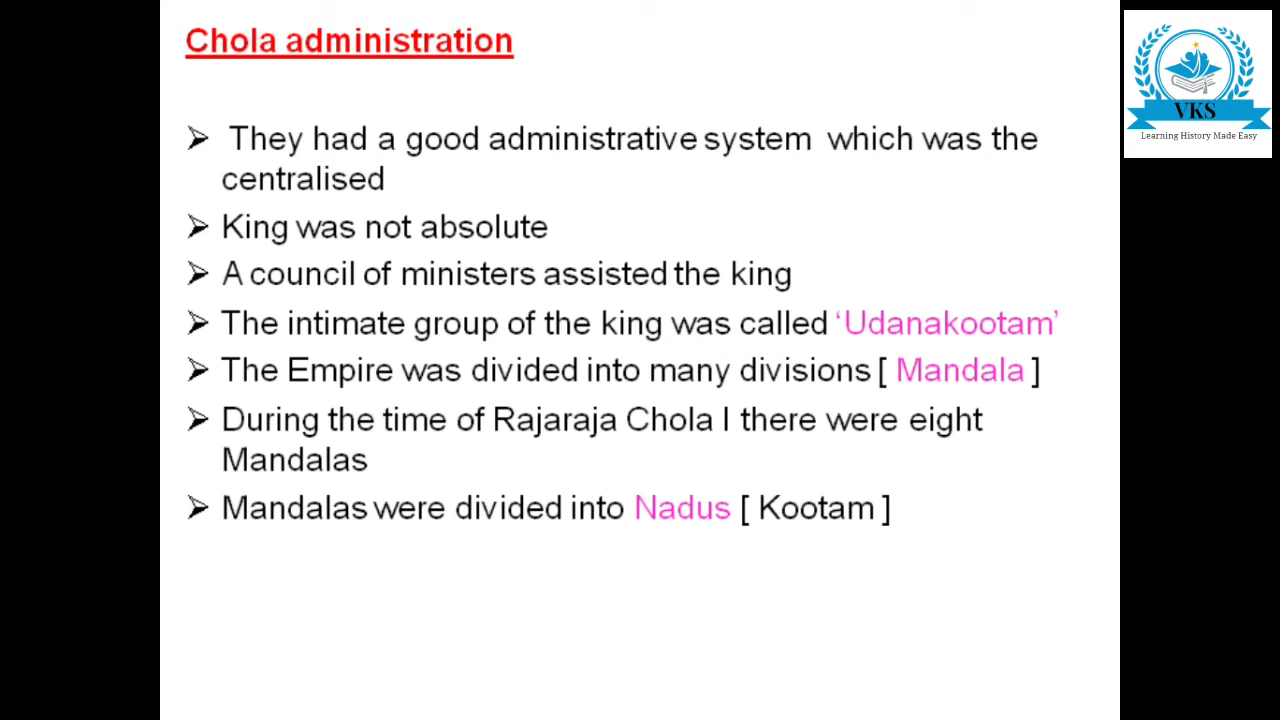 Chola administration
VKS
Learning History Made Easy
➢ They had a good administrative system which was the
centralised
➢ King was not absolute
➢ A council of ministers assisted the king
➢ The intimate group of the king was called ‘Udanakootam’
➢ The Empire was divided into many divisions [ Mandala ]
➢ During the time of Rajaraja Chola I there were eight
Mandalas
➢ Mandalas were divided into Nadus [ Kootam ]